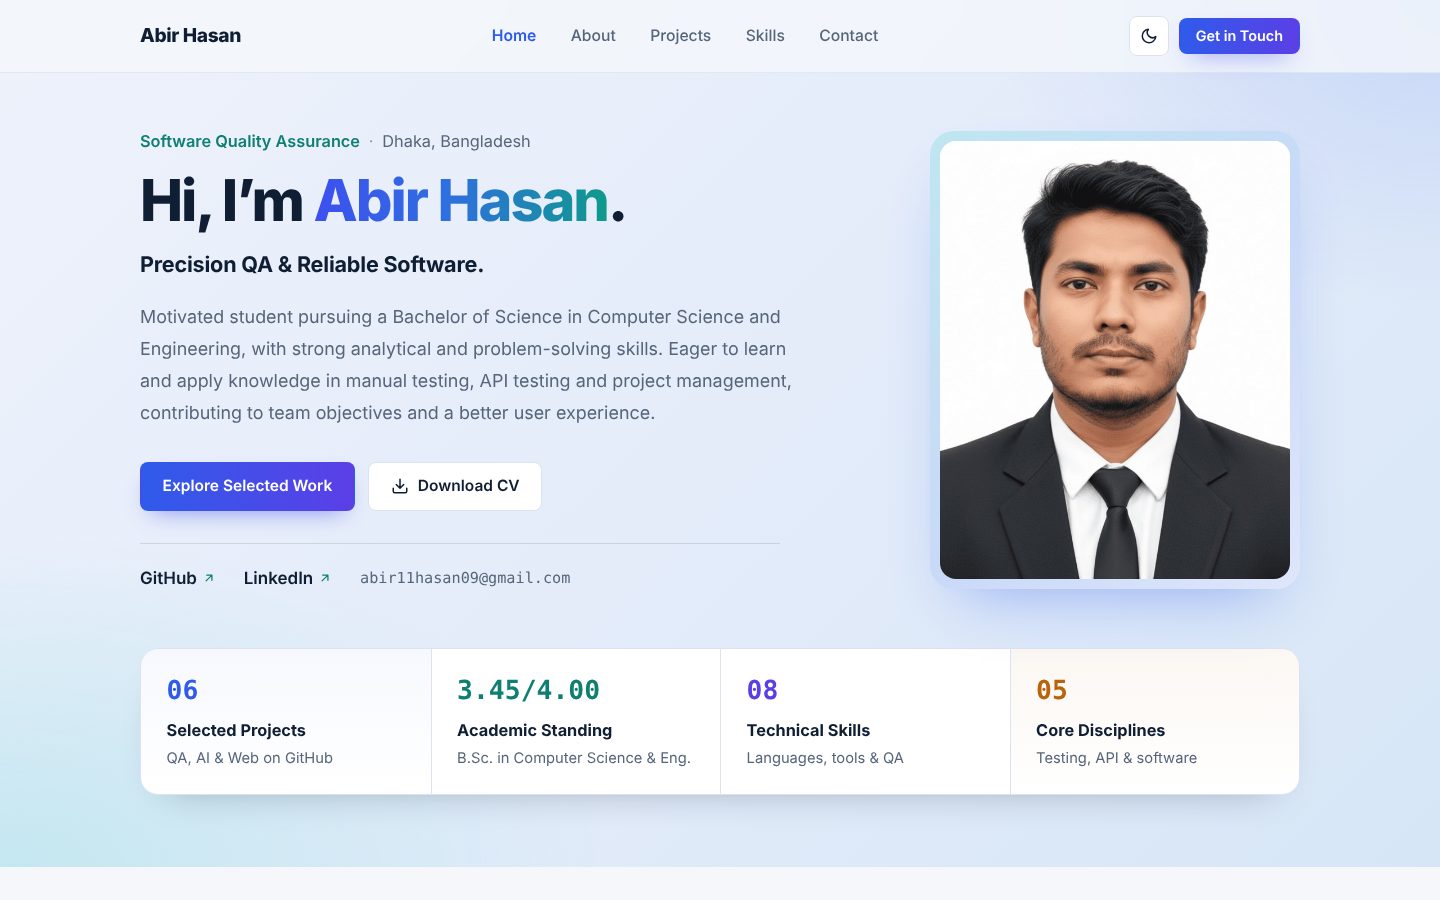 Abir Hasan
Home
About
Projects
Skills
Contact
Get in Touch
Software Quality Assurance · Dhaka, Bangladesh
Hi, I’m Abir Hasan.
Precision QA & Reliable Software.
Motivated student pursuing a Bachelor of Science in Computer Science and
Engineering, with strong analytical and problem-solving skills. Eager to learn
and apply knowledge in manual testing, API testing and project management,
contributing to team objectives and a better user experience.
Explore Selected Work
Download CV
GitHub
LinkedIn
abir11hasan09@gmail.com
06
Selected Projects
QA, AI & Web on GitHub
3.45/4.00
Academic Standing
B.Sc. in Computer Science & Eng.
08
Technical Skills
Languages, tools & QA
05
Core Disciplines
Testing, API & software